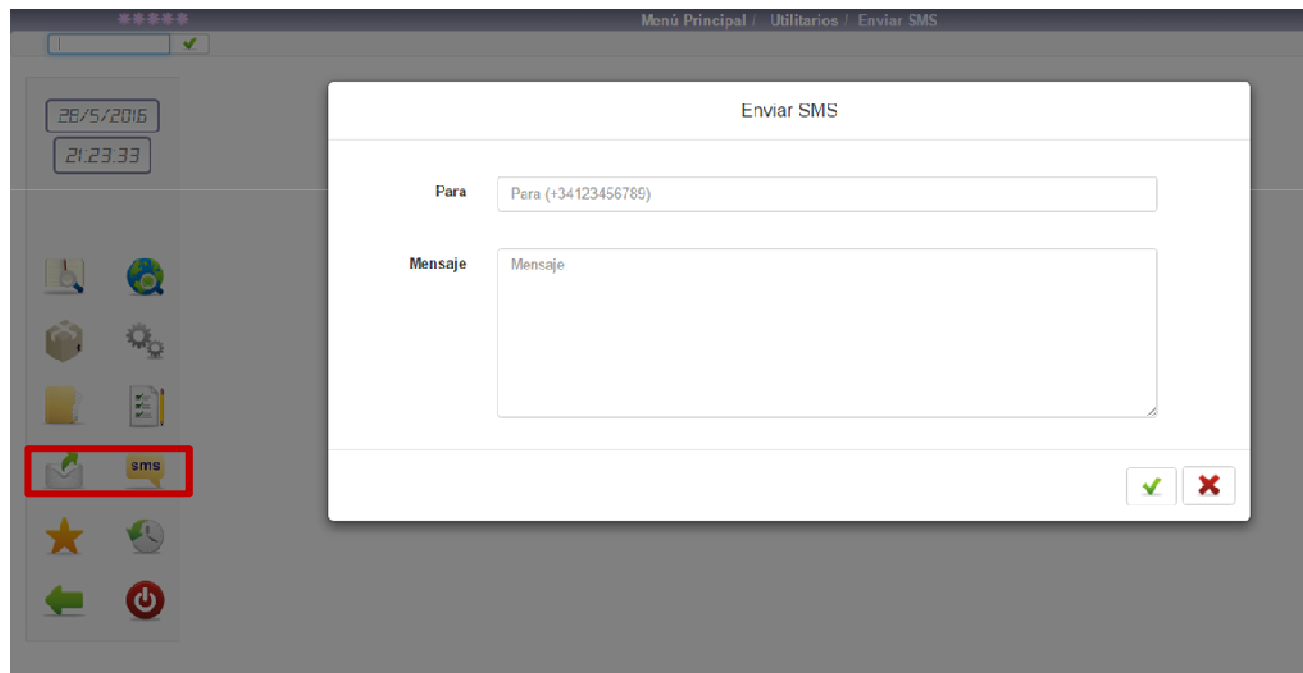 *****
Menú Principal / Utilitarios / Enviar SMS
28/5/2016
21:23:33
Enviar SMS
Para
Para (+34123456789)
Mensaje
Mensaje
sms